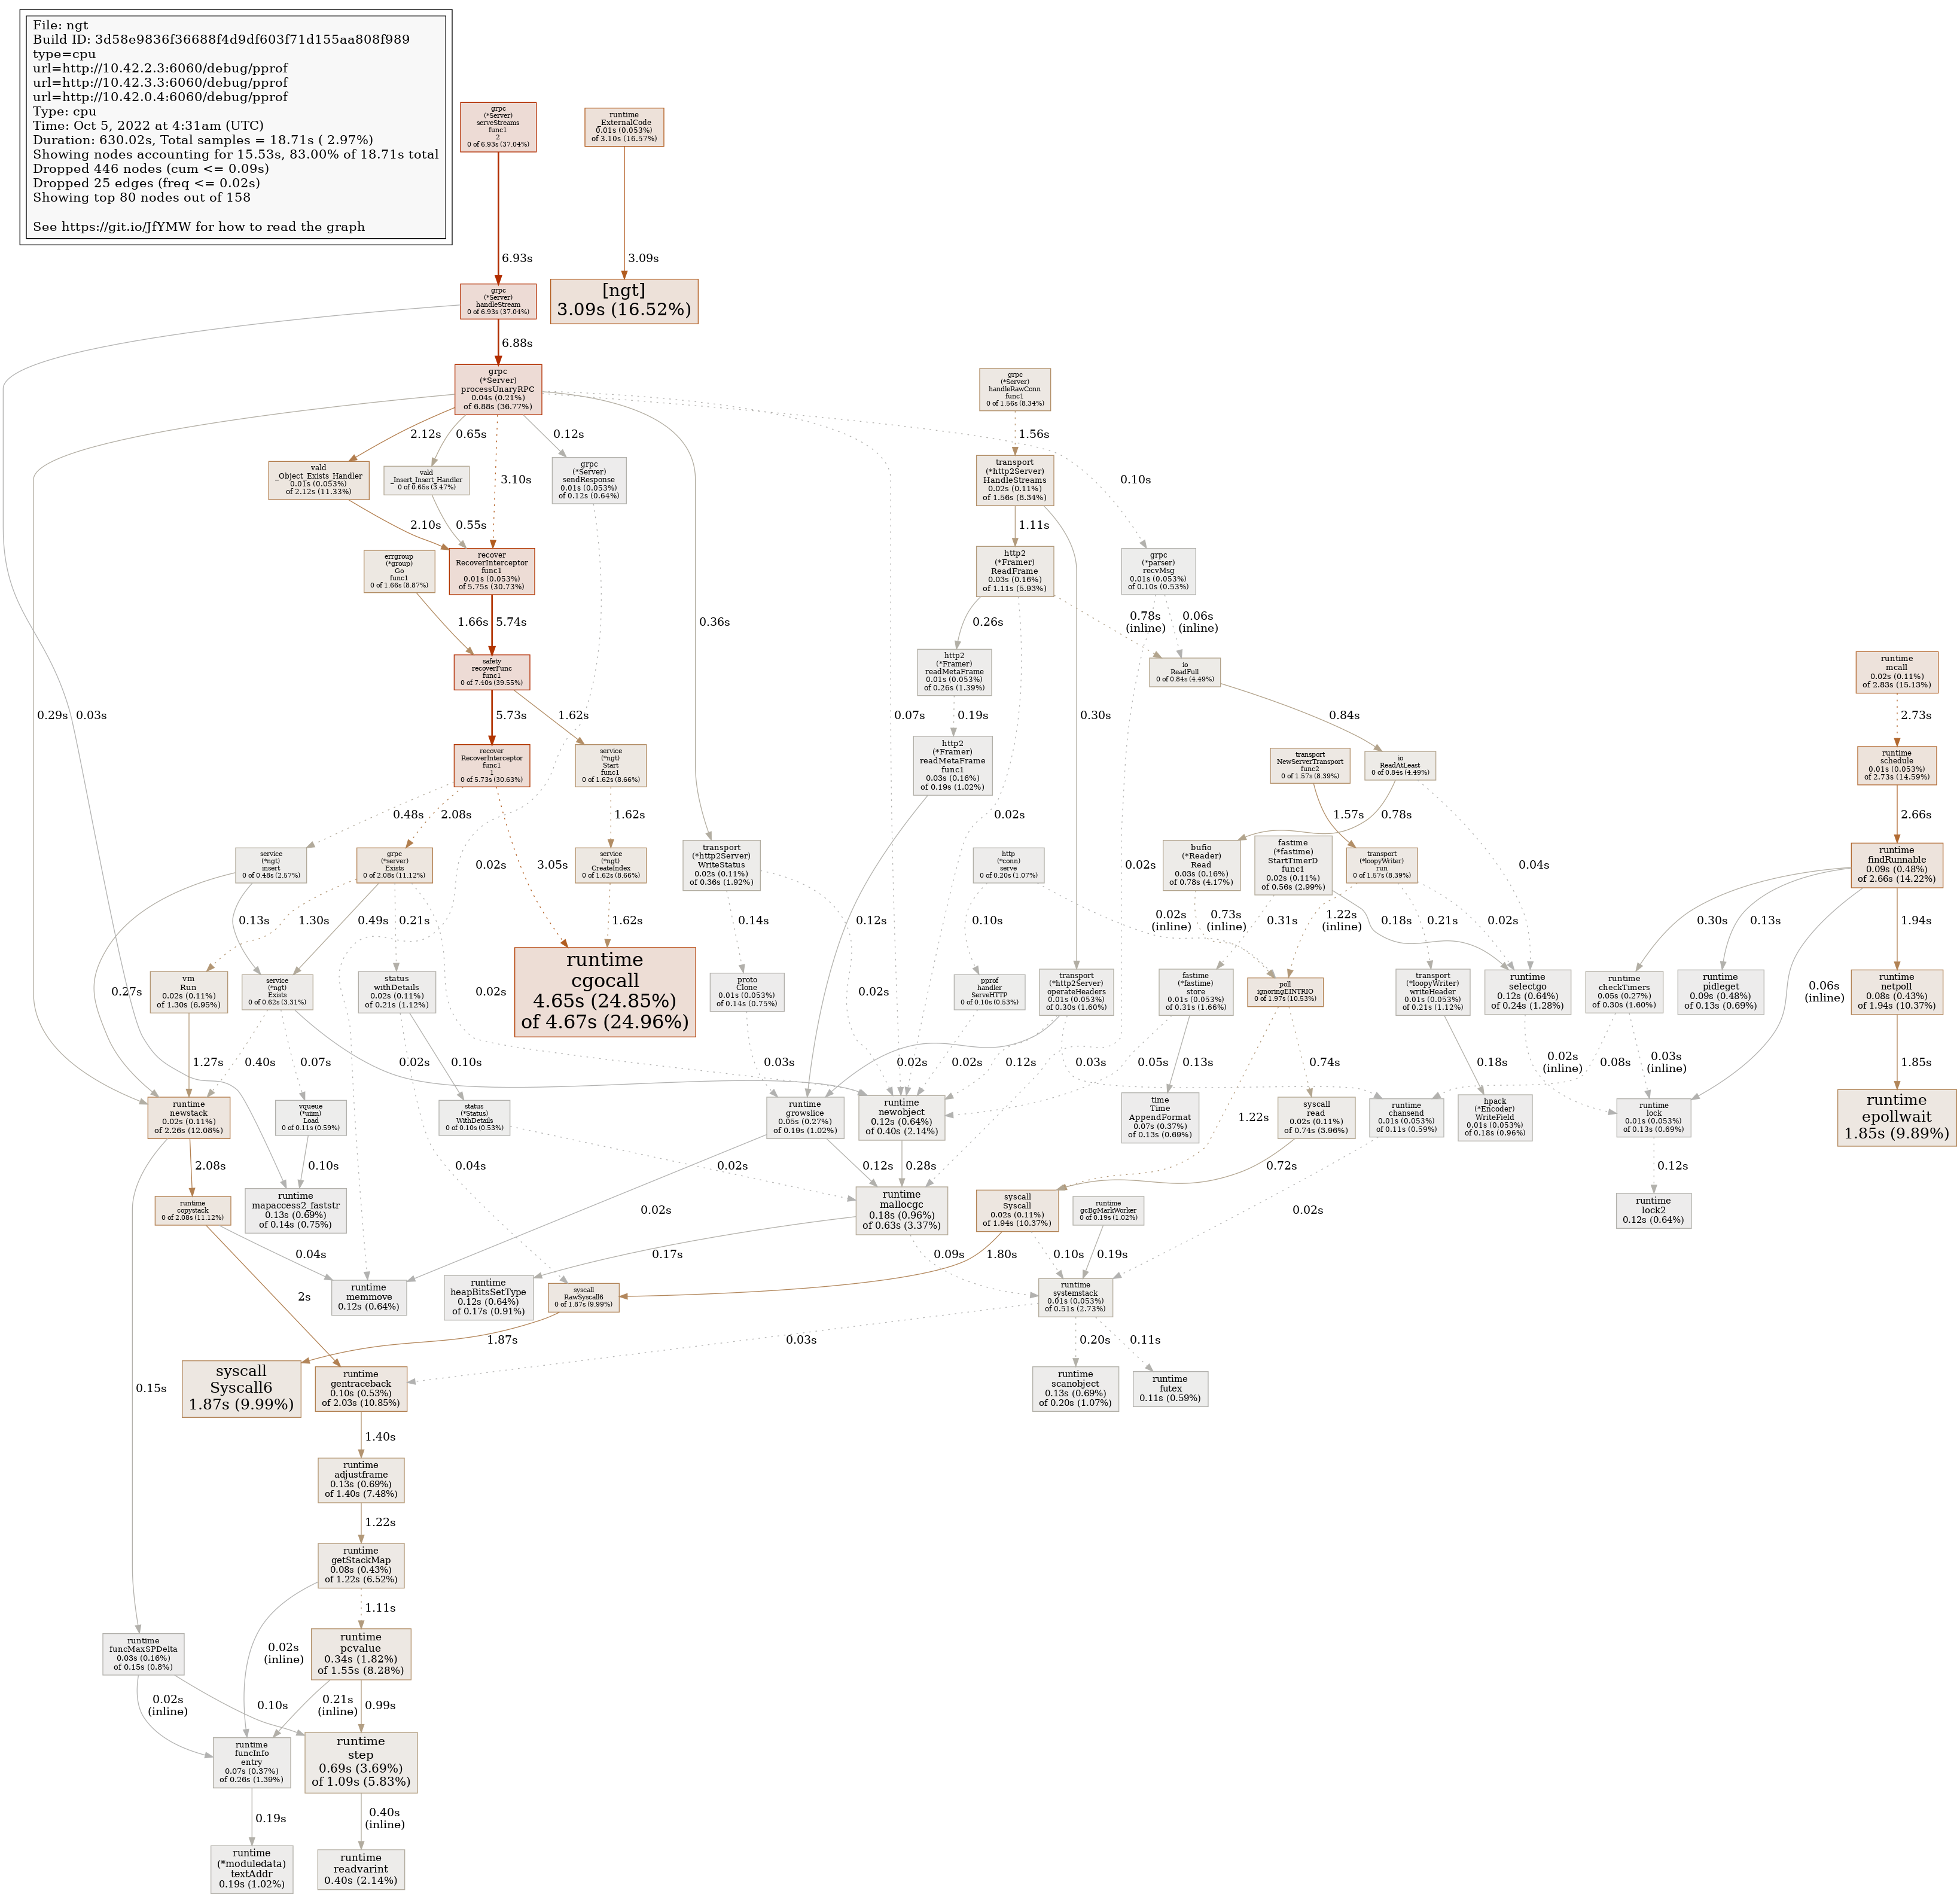 File: ngt
Build ID: 3d58e9836f36688f4d9df603f71d155aa808f989
type=cpu
url=http://10.42.2.3:6060/debug/pprof
url=http://10.42.3.3:6060/debug/pprof
url=http://10.42.0.4:6060/debug/pprof
Type: cpu
Time: Oct 5, 2022 at 4:31am (UTC)
Duration: 630.02s, Total samples = 18.71s ( 2.97%)
Showing nodes accounting for 15.53s, 83.00% of 18.71s total
Dropped 446 nodes (cum <= 0.09s)
Dropped 25 edges (freq <= 0.02s)
Showing top 80 nodes out of 158
See https://git.io/JfYMW for how to read the graph
grpc
(*Server)
serveStreams
func1
2
0 of 6.93s (37.04%)
runtime
_ExternalCode
0.01s (0.053%)
of 3.10s (16.57%)
6.93s
3.09s
grpc
(*Server)
handleStream
0 of 6.93s (37.04%)
[ngt]
3.09s (16.52%)
6.88s
grpc
(*Server)
processUnaryRPC
0.04s (0.21%)
of 6.88s (36.77%)
grpc
(*Server)
handleRawConn
func1
0 of 1.56s (8.34%)
2.12s
0.65s
0.12s
1.56s
vald
_Object_Exists_Handler
0.01s (0.053%)
of 2.12s (11.33%)
vald
_Insert_Insert_Handler
0 of 0.65s (3.47%)
3.10s
grpc
(*Server)
sendResponse
0.01s (0.053%)
of 0.12s (0.64%)
transport
(*http2Server)
HandleStreams
0.02s (0.11%)
of 1.56s (8.34%)
0.10s
2.10s
0.55s
1.11s
errgroup
(*group)
Go
func1
0 of 1.66s (8.87%)
recover
RecoverInterceptor
func1
0.01s (0.053%)
of 5.75s (30.73%)
http2
(*Framer)
ReadFrame
0.03s (0.16%)
of 1.11s (5.93%)
grpc
(*parser)
recvMsg
0.01s (0.053%)
of 0.10s (0.53%)
1.66s
5.74s
0.36s
0.26s
0.78s
(inline)
0.06s
(inline)
safety
recoverFunc
func1
0 of 7.40s (39.55%)
http2
(*Framer)
readMetaFrame
0.01s (0.053%)
of 0.26s (1.39%)
io
ReadFull
0 of 0.84s (4.49%)
runtime
mcall
0.02s (0.11%)
of 2.83s (15.13%)
0.29s
0.03s
5.73s
1.62s
0.07s
0.19s
0.30s
0.84s
2.73s
recover
RecoverInterceptor
func1
1
0 of 5.73s (30.63%)
service
(*ngt)
Start
func1
0 of 1.62s (8.66%)
http2
(*Framer)
readMetaFrame
func1
0.03s (0.16%)
of 0.19s (1.02%)
transport
NewServerTransport
func2
0 of 1.57s (8.39%)
io
ReadAtLeast
0 of 0.84s (4.49%)
runtime
schedule
0.01s (0.053%)
of 2.73s (14.59%)
0.48s
2.08s
1.62s
0.02s
1.57s
0.78s
2.66s
service
(*ngt)
insert
0 of 0.48s (2.57%)
grpc
(*server)
Exists
0 of 2.08s (11.12%)
0.02s
3.05s
service
(*ngt)
CreateIndex
0 of 1.62s (8.66%)
transport
(*http2Server)
WriteStatus
0.02s (0.11%)
of 0.36s (1.92%)
http
(*conn)
serve
0 of 0.20s (1.07%)
0.02s
bufio
(*Reader)
Read
0.03s (0.16%)
of 0.78s (4.17%)
fastime
(*fastime)
StartTimerD
func1
0.02s (0.11%)
of 0.56s (2.99%)
transport
(*loopyWriter)
run
0 of 1.57s (8.39%)
0.04s
runtime
findRunnable
0.09s (0.48%)
of 2.66s (14.22%)
0.13s
1.30s
0.49s
0.21s
1.62s
0.14s
0.12s
0.10s
0.02s
(inline)
0.73s
(inline)
0.31s
1.22s
(inline)
0.18s
0.21s
0.02s
0.30s
0.13s
1.94s
0.27s
vm
Run
0.02s (0.11%)
of 1.30s (6.95%)
service
(*ngt)
Exists
0 of 0.62s (3.31%)
status
withDetails
0.02s (0.11%)
of 0.21s (1.12%)
0.02s
runtime
cgocall
4.65s (24.85%)
of 4.67s (24.96%)
proto
Clone
0.01s (0.053%)
of 0.14s (0.75%)
0.02s
pprof
handler
ServeHTTP
0 of 0.10s (0.53%)
transport
(*http2Server)
operateHeaders
0.01s (0.053%)
of 0.30s (1.60%)
fastime
(*fastime)
store
0.01s (0.053%)
of 0.31s (1.66%)
poll
ignoringEINTRIO
0 of 1.97s (10.53%)
transport
(*loopyWriter)
writeHeader
0.01s (0.053%)
of 0.21s (1.12%)
runtime
selectgo
0.12s (0.64%)
of 0.24s (1.28%)
runtime
checkTimers
0.05s (0.27%)
of 0.30s (1.60%)
runtime
pidleget
0.09s (0.48%)
of 0.13s (0.69%)
0.06s
(inline)
runtime
netpoll
0.08s (0.43%)
of 1.94s (10.37%)
1.27s
0.40s
0.07s
0.02s
0.10s
0.03s
0.02s
0.02s
0.12s
0.03s
0.05s
0.13s
0.74s
0.18s
0.02s
(inline)
0.08s
0.03s
(inline)
1.85s
runtime
newstack
0.02s (0.11%)
of 2.26s (12.08%)
vqueue
(*uiim)
Load
0 of 0.11s (0.59%)
status
(*Status)
WithDetails
0 of 0.10s (0.53%)
runtime
growslice
0.05s (0.27%)
of 0.19s (1.02%)
runtime
newobject
0.12s (0.64%)
of 0.40s (2.14%)
time
Time
AppendFormat
0.07s (0.37%)
of 0.13s (0.69%)
1.22s
syscall
read
0.02s (0.11%)
of 0.74s (3.96%)
runtime
chansend
0.01s (0.053%)
of 0.11s (0.59%)
hpack
(*Encoder)
WriteField
0.01s (0.053%)
of 0.18s (0.96%)
runtime
lock
0.01s (0.053%)
of 0.13s (0.69%)
runtime
epollwait
1.85s (9.89%)
2.08s
0.10s
0.04s
0.02s
0.12s
0.28s
0.72s
0.12s
runtime
copystack
0 of 2.08s (11.12%)
runtime
mapaccess2_faststr
0.13s (0.69%)
of 0.14s (0.75%)
0.02s
runtime
mallocgc
0.18s (0.96%)
of 0.63s (3.37%)
syscall
Syscall
0.02s (0.11%)
of 1.94s (10.37%)
runtime
gcBgMarkWorker
0 of 0.19s (1.02%)
0.02s
runtime
lock2
0.12s (0.64%)
0.04s
0.17s
0.09s
1.80s
0.10s
0.19s
2s
runtime
memmove
0.12s (0.64%)
runtime
heapBitsSetType
0.12s (0.64%)
of 0.17s (0.91%)
syscall
RawSyscall6
0 of 1.87s (9.99%)
runtime
systemstack
0.01s (0.053%)
of 0.51s (2.73%)
1.87s
0.03s
0.20s
0.11s
0.15s
syscall
Syscall6
1.87s (9.99%)
runtime
gentraceback
0.10s (0.53%)
of 2.03s (10.85%)
runtime
scanobject
0.13s (0.69%)
of 0.20s (1.07%)
runtime
futex
0.11s (0.59%)
1.40s
runtime
adjustframe
0.13s (0.69%)
of 1.40s (7.48%)
1.22s
runtime
getStackMap
0.08s (0.43%)
of 1.22s (6.52%)
1.11s
runtime
funcMaxSPDelta
0.03s (0.16%)
of 0.15s (0.8%)
0.02s
(inline)
runtime
pcvalue
0.34s (1.82%)
of 1.55s (8.28%)
0.02s
(inline)
0.10s
0.21s
(inline)
0.99s
runtime
funcInfo
entry
0.07s (0.37%)
of 0.26s (1.39%)
runtime
step
0.69s (3.69%)
of 1.09s (5.83%)
0.19s
0.40s
(inline)
runtime
(*moduledata)
textAddr
0.19s (1.02%)
runtime
readvarint
0.40s (2.14%)